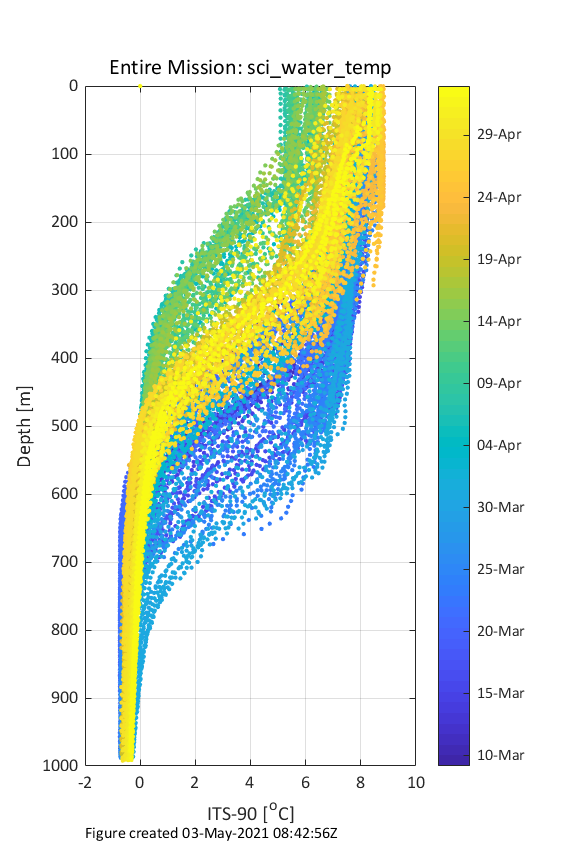 Entire Mission: sci_water_temp
0
100
200
300
400
500
600
700
800
900
1000
Depth [m]
-2 0 2 4 6 8 10
ITS-90 [°C]
29-Apr
24-Apr
19-Apr
14-Apr
09-Apr
04-Apr
30-Mar
25-Mar
20-Mar
15-Mar
10-Mar
Figure created 03-May-2021 08:42:56Z